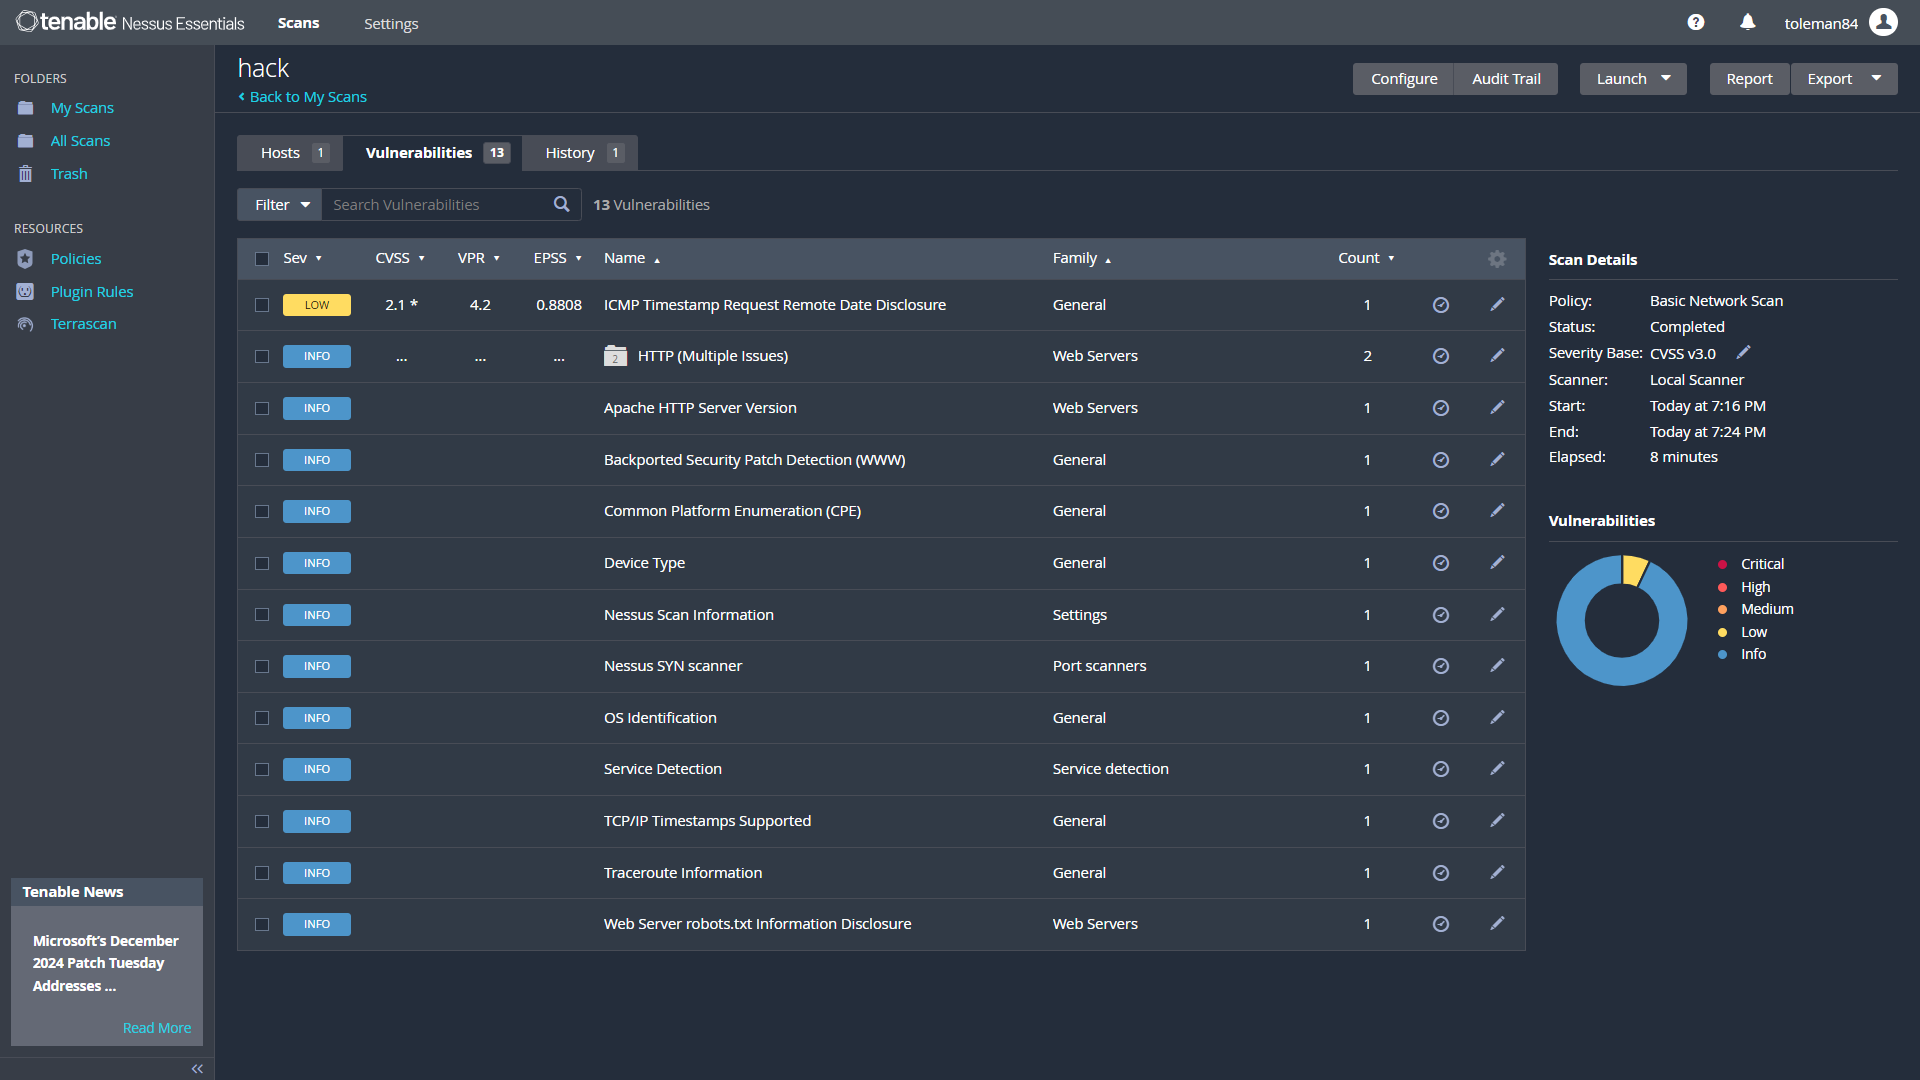 tenable Nessus Essentials Scans Settings ? toleman84
FOLDERS
My Scans
All Scans
Trash
RESOURCES
Policies
Plugin Rules
Terrascan
Tenable News
Microsoft's December
2024 Patch Tuesday
Addresses ...
Read More
hack
Back to My Scans
Configure Audit Trail Launch Report Export
Hosts 1 Vulnerabilities 13 History 1
Filter Search Vulnerabilities 13 Vulnerabilities
Sev CVSS VPR EPSS Name Family Count
LOW 2.1 * 4.2 0.8808 ICMP Timestamp Request Remote Date Disclosure General 1
INFO ... ... ... 2 HTTP (Multiple Issues) Web Servers 2
INFO Apache HTTP Server Version Web Servers 1
INFO Backported Security Patch Detection (WWW) General 1
INFO Common Platform Enumeration (CPE) General 1
INFO Device Type General 1
INFO Nessus Scan Information Settings 1
INFO Nessus SYN scanner Port scanners 1
INFO OS Identification General 1
INFO Service Detection Service detection 1
INFO TCP/IP Timestamps Supported General 1
INFO Traceroute Information General 1
INFO Web Server robots.txt Information Disclosure Web Servers 1
Scan Details
Policy: Basic Network Scan
Status: Completed
Severity Base: CVSS v3.0
Scanner: Local Scanner
Start: Today at 7:16 PM
End: Today at 7:24 PM
Elapsed: 8 minutes
Vulnerabilities
Critical
High
Medium
Low
Info